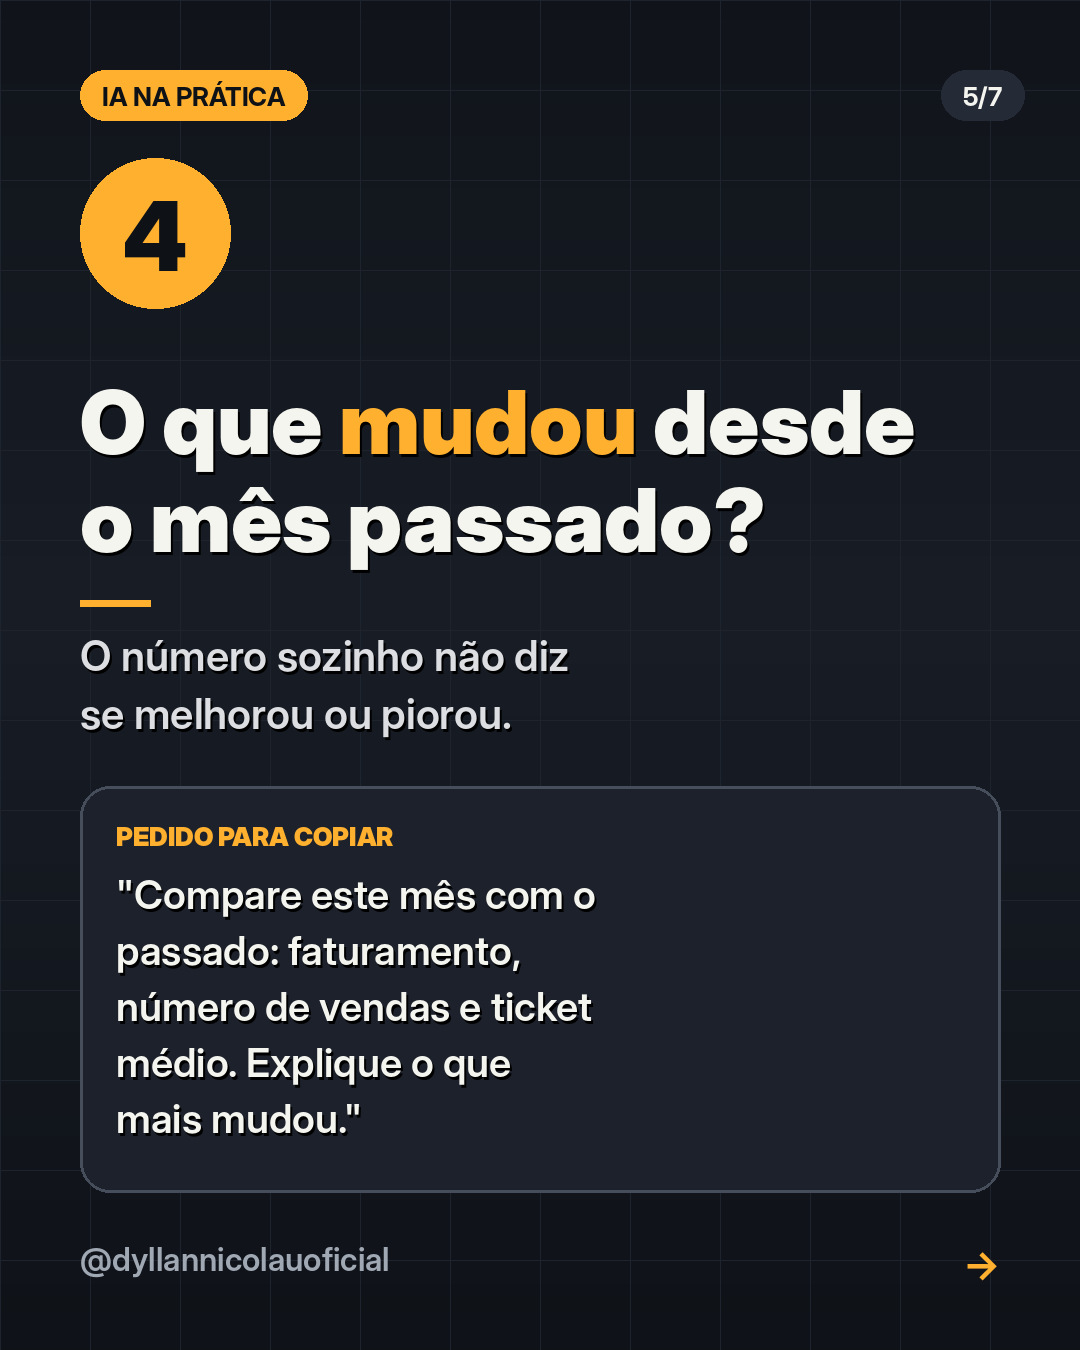 IA NA PRÁTICA
5/7
4
O que mudou desde
o mês passado?
O número sozinho não diz
se melhorou ou piorou.
PEDIDO PARA COPIAR
"Compare este mês com o
passado: faturamento,
número de vendas e ticket
médio. Explique o que
mais mudou."
@dyllannicolauoficial
→